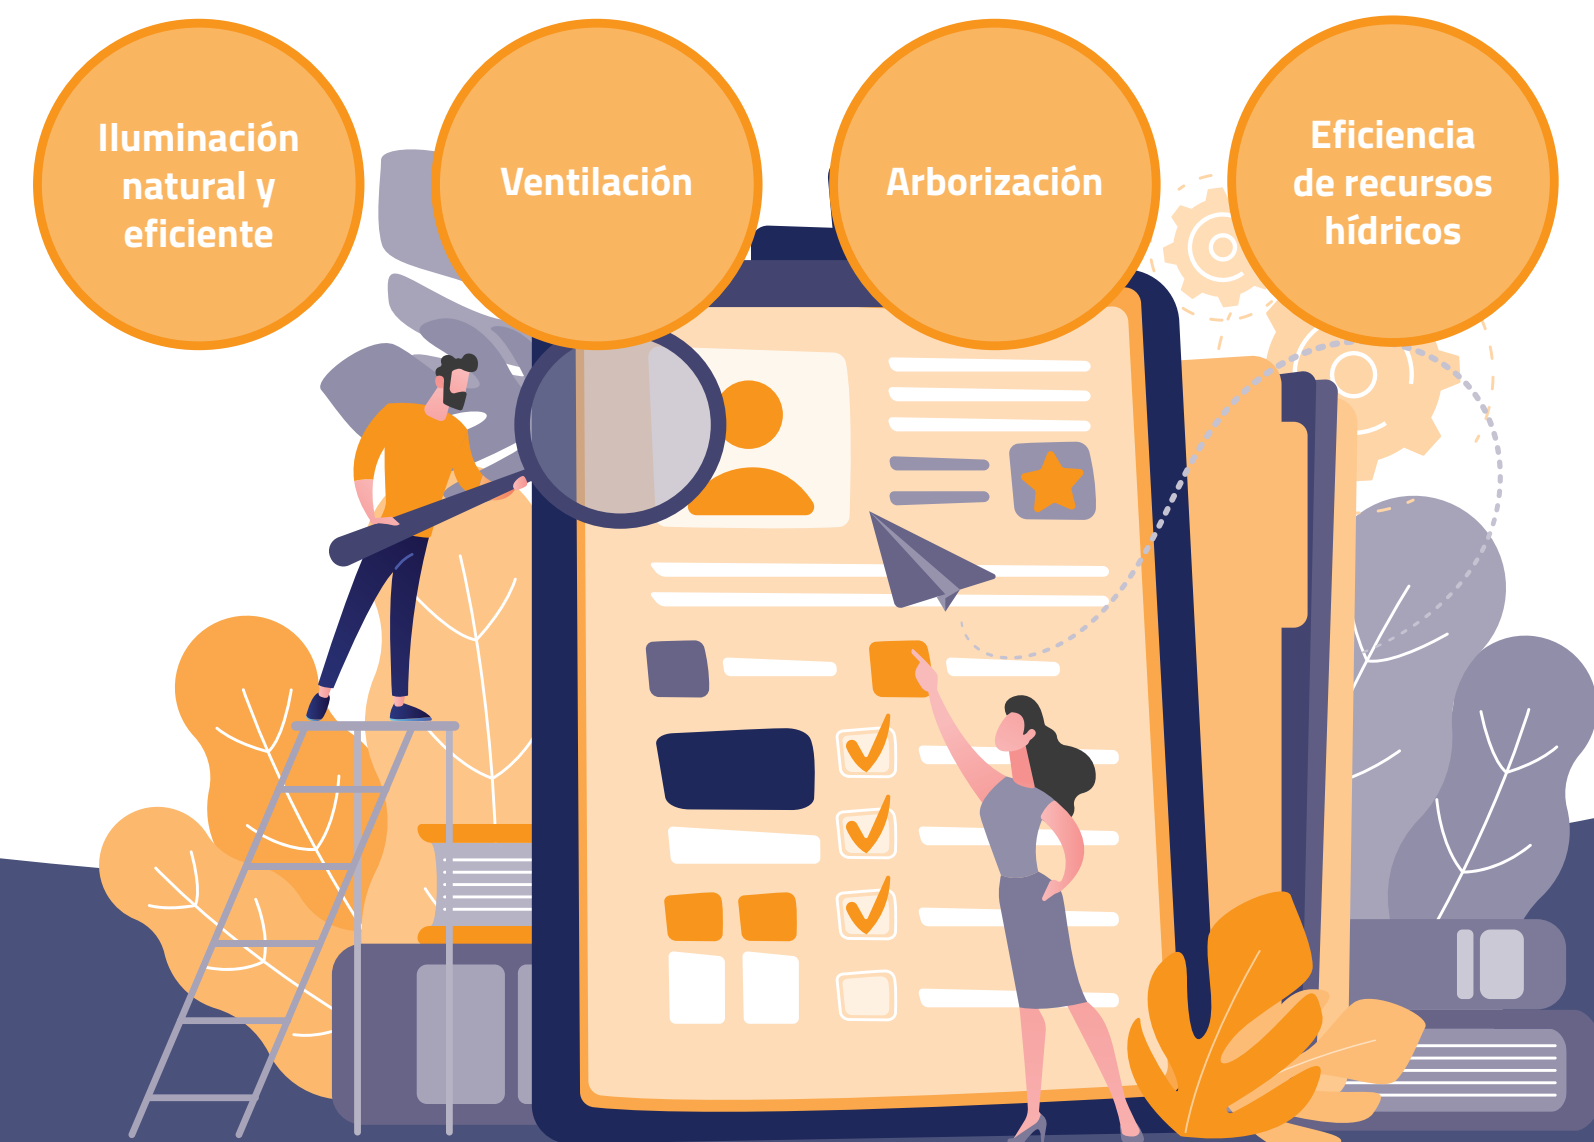 Iluminación
natural y
eficiente
Ventilación
Arborización
Eficiencia
de recursos
hídricos